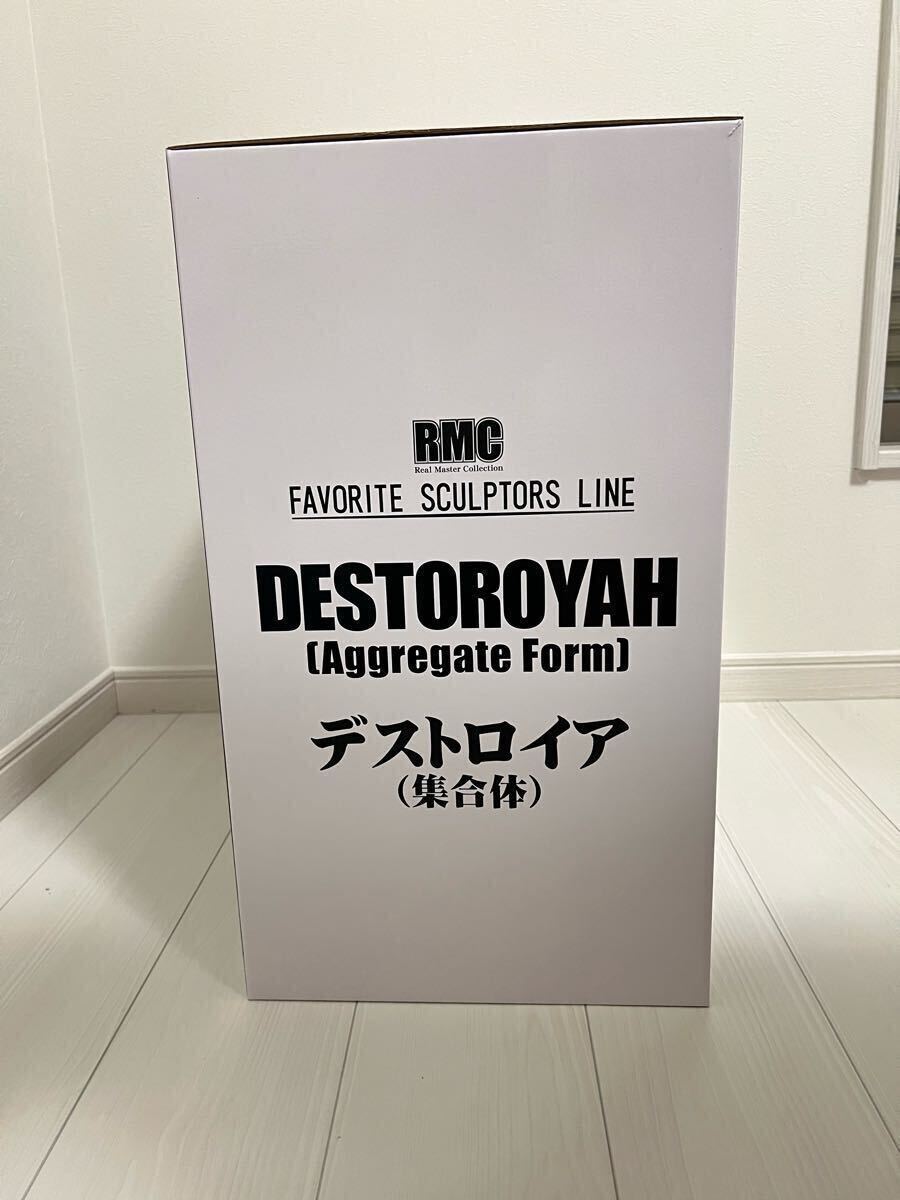 RMC
Real Master Collection
FAVORITE SCULPTORS LINE
DESTOROYAH
(Aggregate Form)
デストロイア
(集合体)